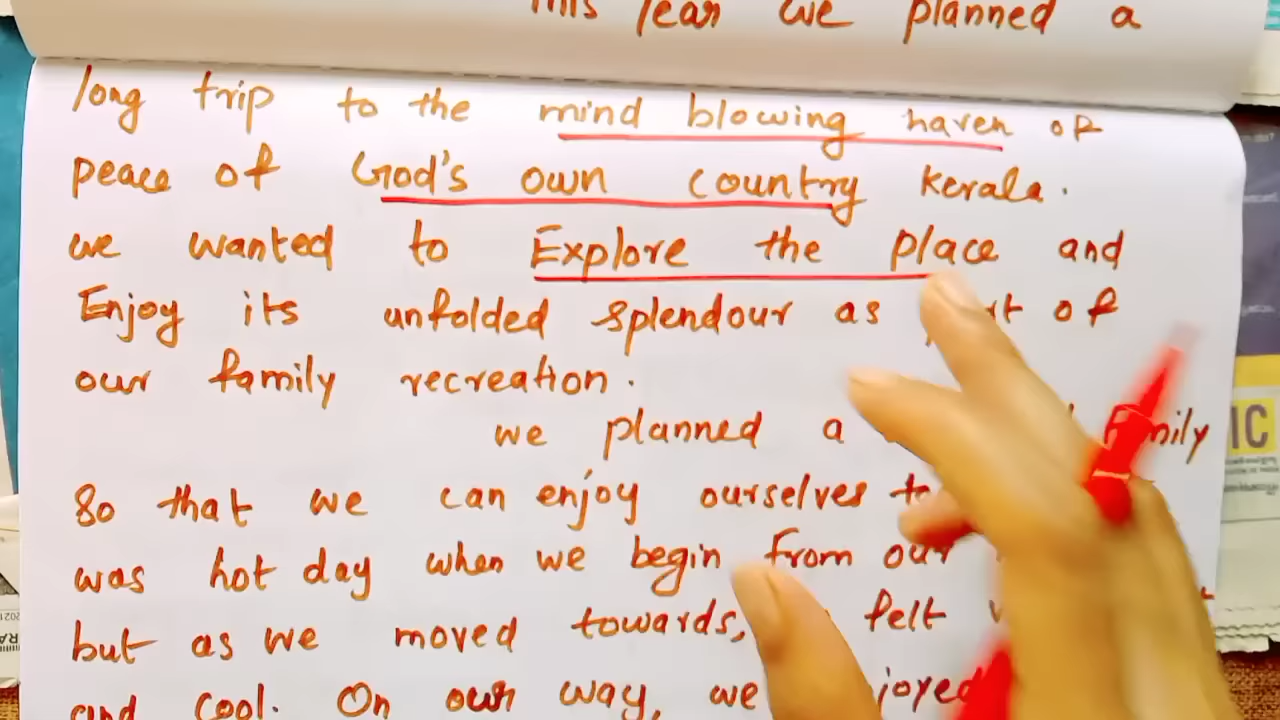 This year we planned a
long trip to the mind blowing haven of
peace of God's own country Kerala.
we wanted to Explore the place and
Enjoy its unfolded splendour as of
our family recreation.
we planned a family
So that we can enjoy ourselves
was hot day when we begin from our
but as we moved towards, felt
and cool. On our way, we
IC